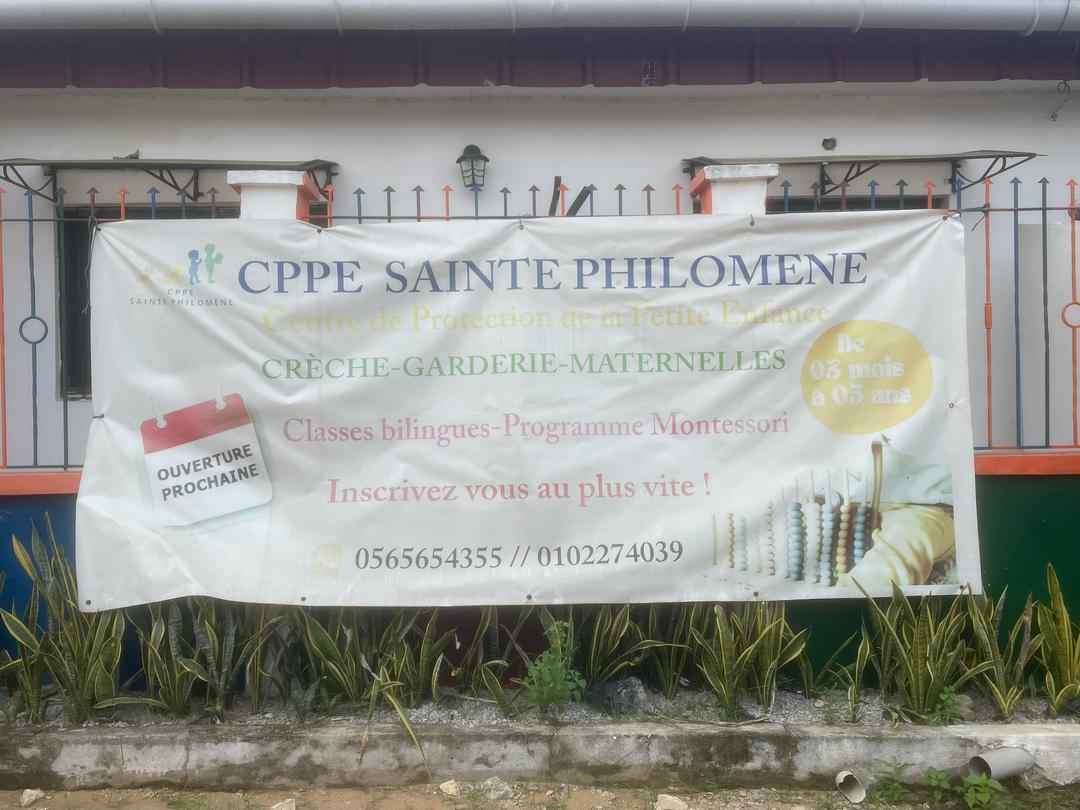 CPPE
SAINTE PHILOMÈNE
CPPE SAINTE PHILOMENE
Centre de Protection de la Petite Enfance
CRÈCHE-GARDERIE-MATERNELLES
De
03 mois
à 05 ans
Classes bilingues-Programme Montessori
OUVERTURE
PROCHAINE
Inscrivez vous au plus vite !
0565654355 // 0102274039